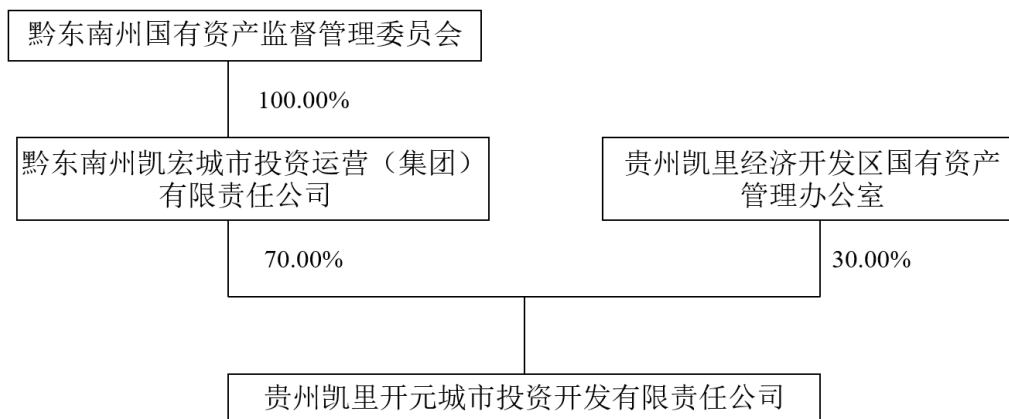 黔东南州国有资产监督管理委员会
100.00%
黔东南州凯宏城市投资运营（集团）
有限责任公司
贵州凯里经济开发区国有资产
管理办公室
70.00%
30.00%
贵州凯里开元城市投资开发有限责任公司